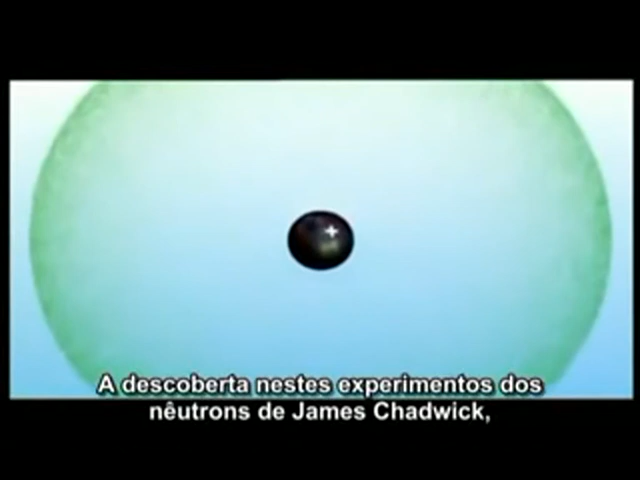 +
A descoberta nestes experimentos dos
nêutrons de James Chadwick,